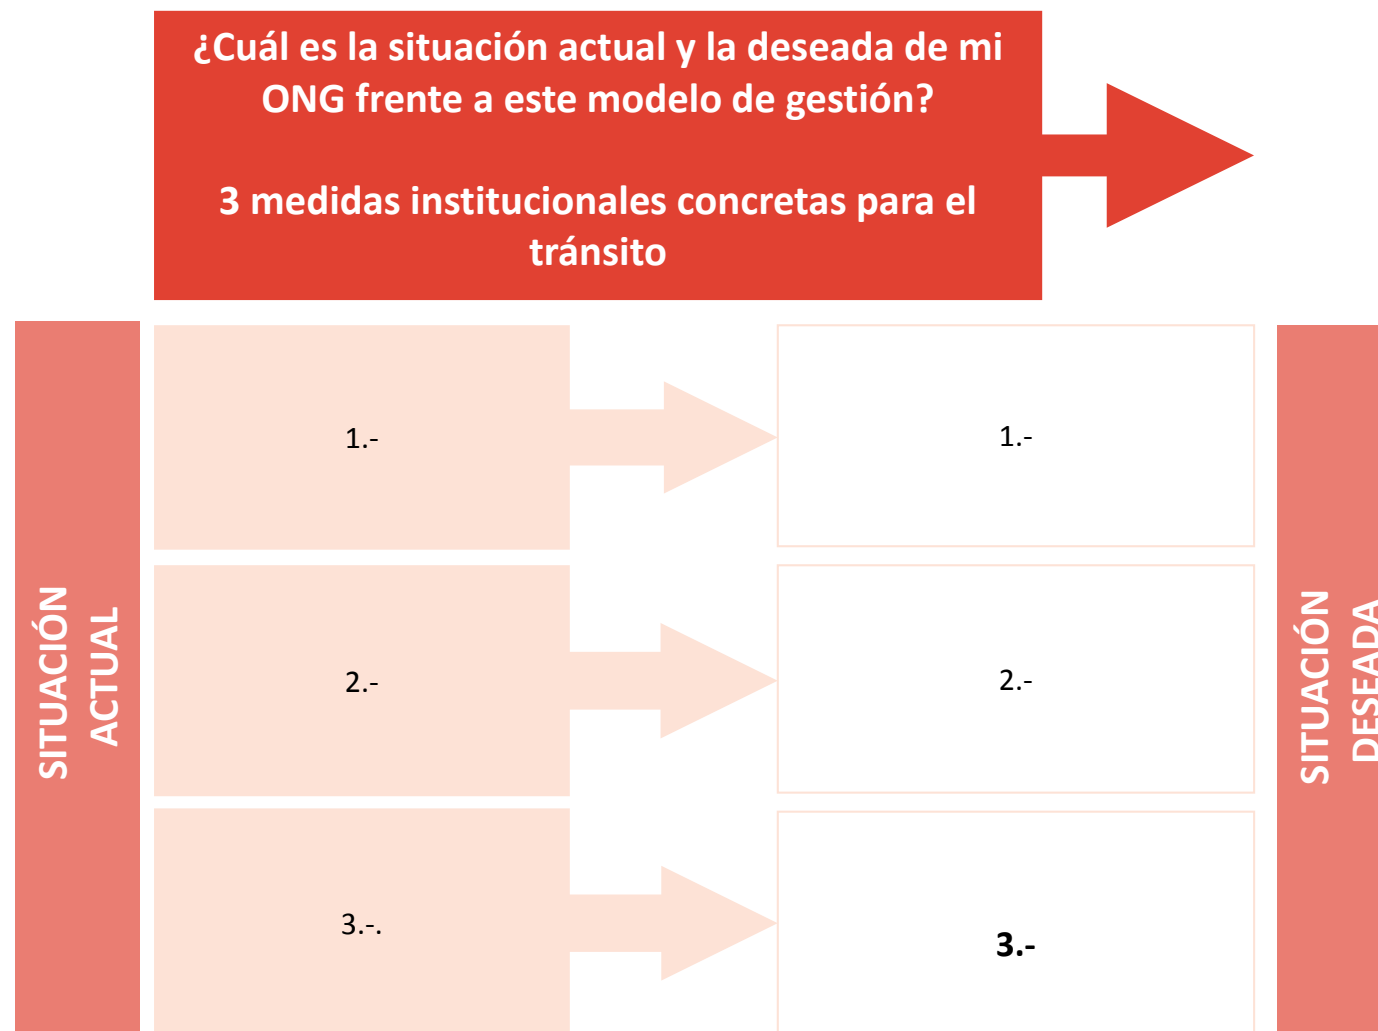 ¿Cuál es la situación actual y la deseada de mi
ONG frente a este modelo de gestión?
3 medidas institucionales concretas para el
tránsito
SITUACIÓN
ACTUAL
1.-
1.-
2.-
2.-
3.-.
3.-
SITUACIÓN
DESEADA